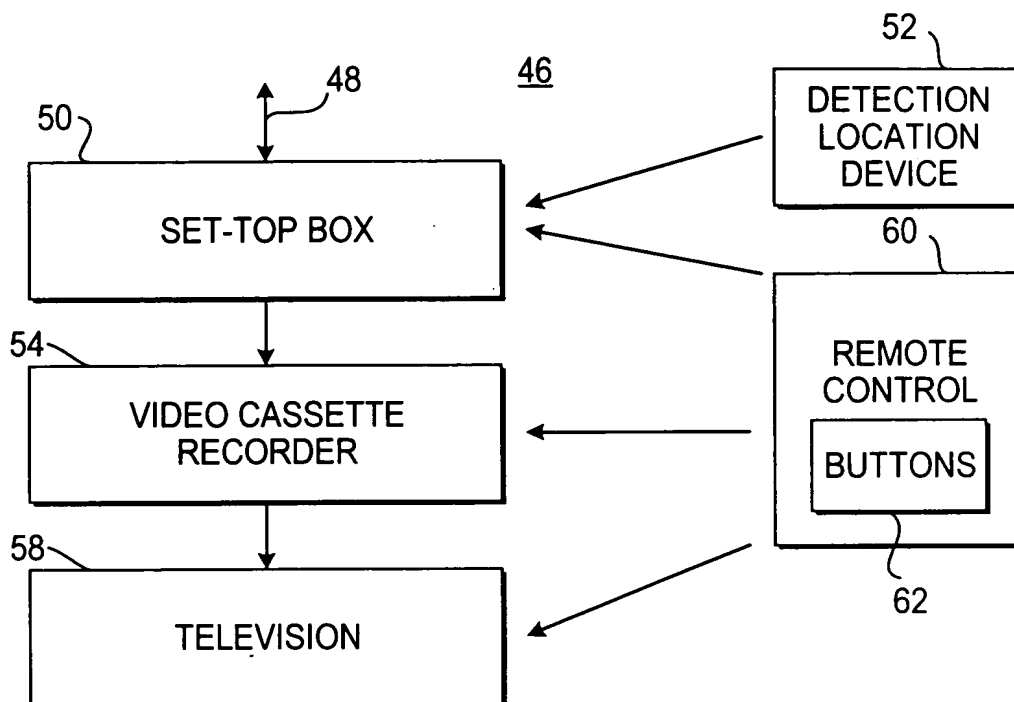 46
48
50
SET-TOP BOX
52
DETECTION
LOCATION
DEVICE
54
VIDEO CASSETTE
RECORDER
60
REMOTE
CONTROL
BUTTONS
62
58
TELEVISION